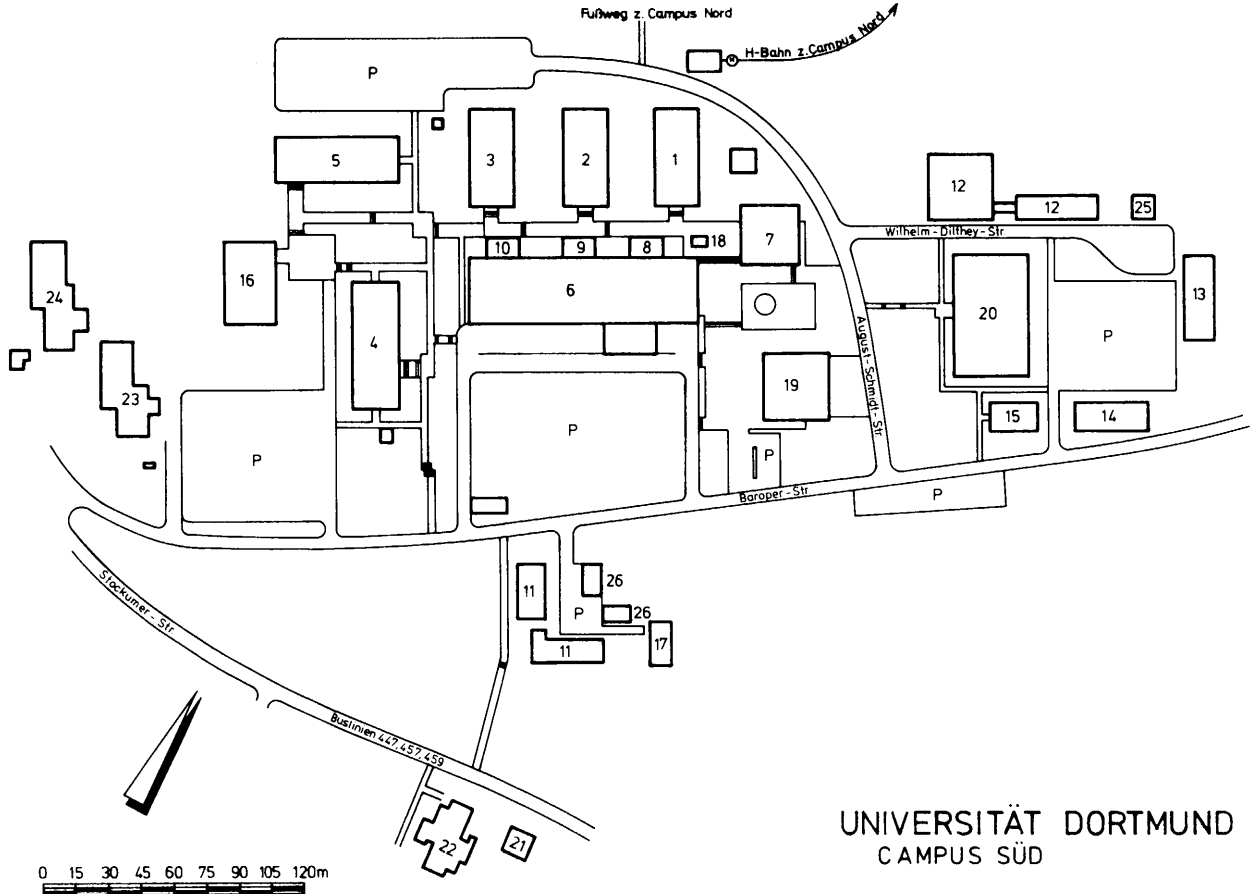 Fußweg z. Campus Nord
H-Bahn z. Campus Nord
H
P
5
3
2
1
12
12
25
Wilhelm-Dilthey-Str.
10
9
8
18
7
16
24
6
20
13
4
August-Schmidt-Str.
P
23
19
15
14
P
P
P
Baroper-Str
P
Stockumer-Str.
11
26
P
26
17
11
Buslinien 447, 457, 459
22
21
UNIVERSITÄT DORTMUND
CAMPUS SÜD
0 15 30 45 60 75 90 105 120m